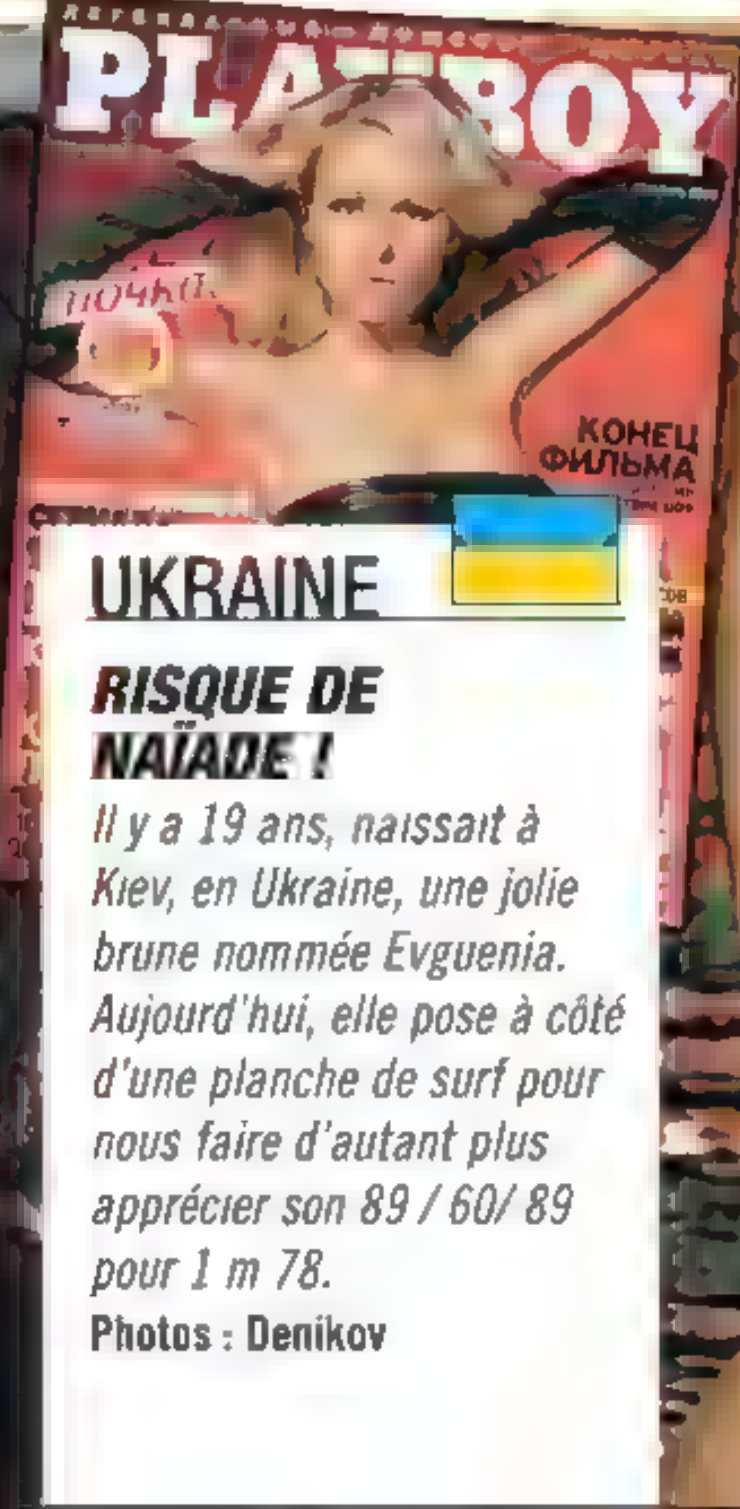 PLAYBOY
КОНЕЦ
ФИЛЬМА
UKRAINE
RISQUE DE
NAÏADE !
Il y a 19 ans, naissait à
Kiev, en Ukraine, une jolie
brune nommée Evguenia.
Aujourd'hui, elle pose à côté
d'une planche de surf pour
nous faire d'autant plus
apprécier son 89 / 60/ 89
pour 1 m 78.
Photos : Denikov